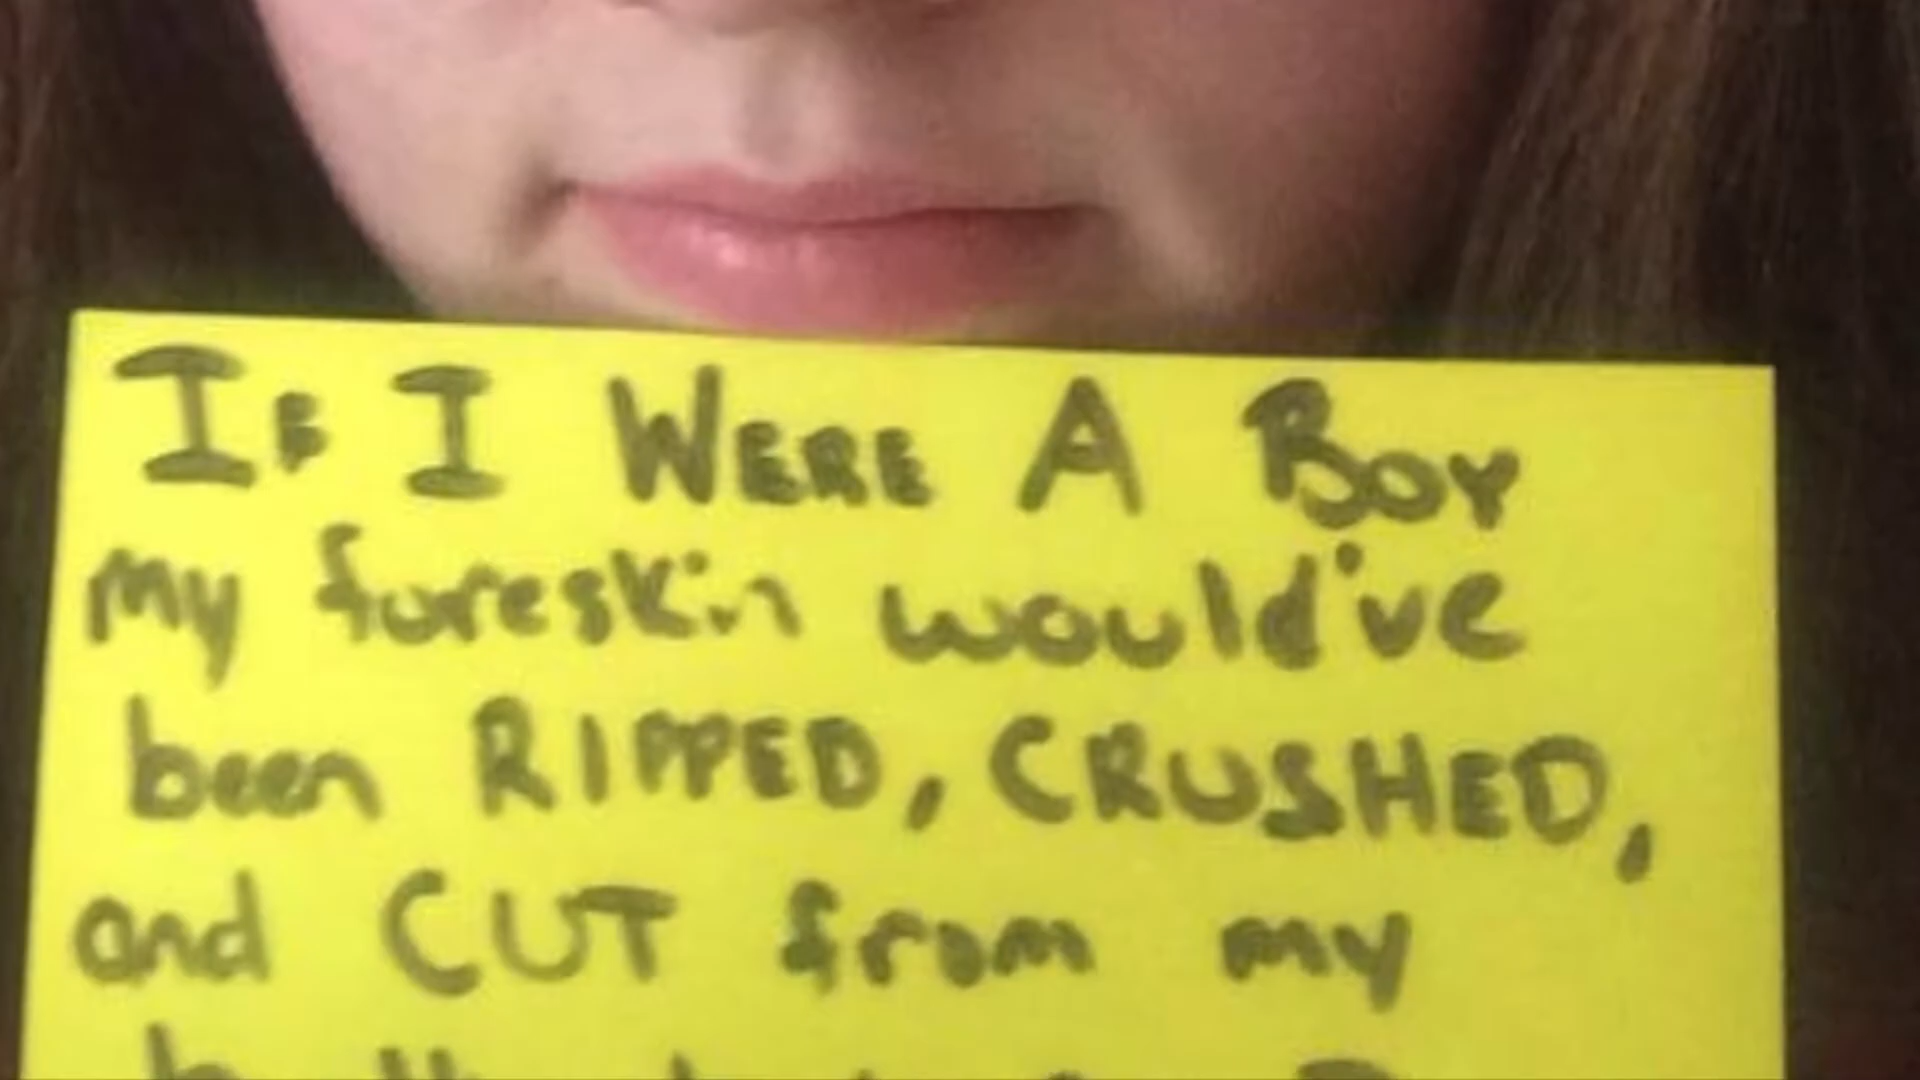 IF I WERE A BOY
my foreskin would've
been RIPPED, CRUSHED,
and CUT from my